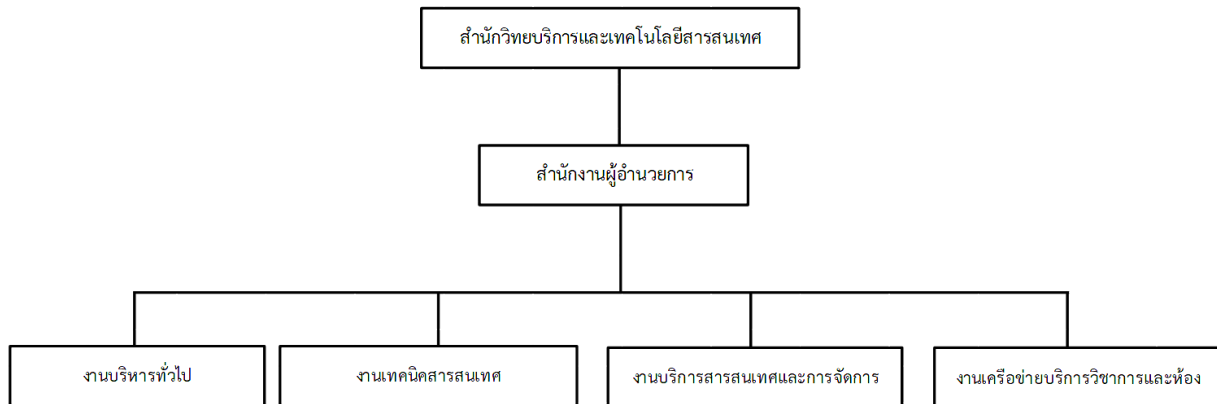 สำนักวิทยบริการและเทคโนโลยีสารสนเทศ
สำนักงานผู้อำนวยการ
งานบริหารทั่วไป
งานเทคนิคสารสนเทศ
งานบริการสารสนเทศและการจัดการ
งานเครือข่ายบริการวิชาการและห้อง